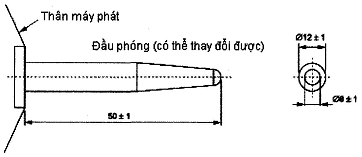 Thân máy phát
Đầu phóng (có thể thay đổi được)
Ø12 ± 1
Ø8 ± 1
50 ± 1